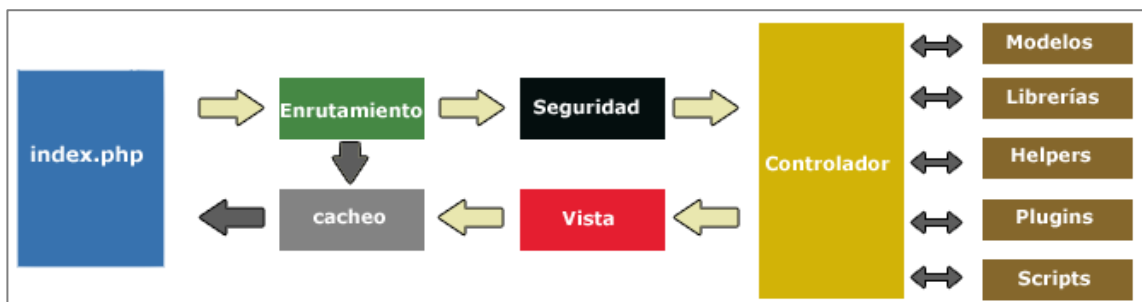 index.php
Enrutamiento
Seguridad
cacheo
Vista
Controlador
Modelos
Librerías
Helpers
Plugins
Scripts